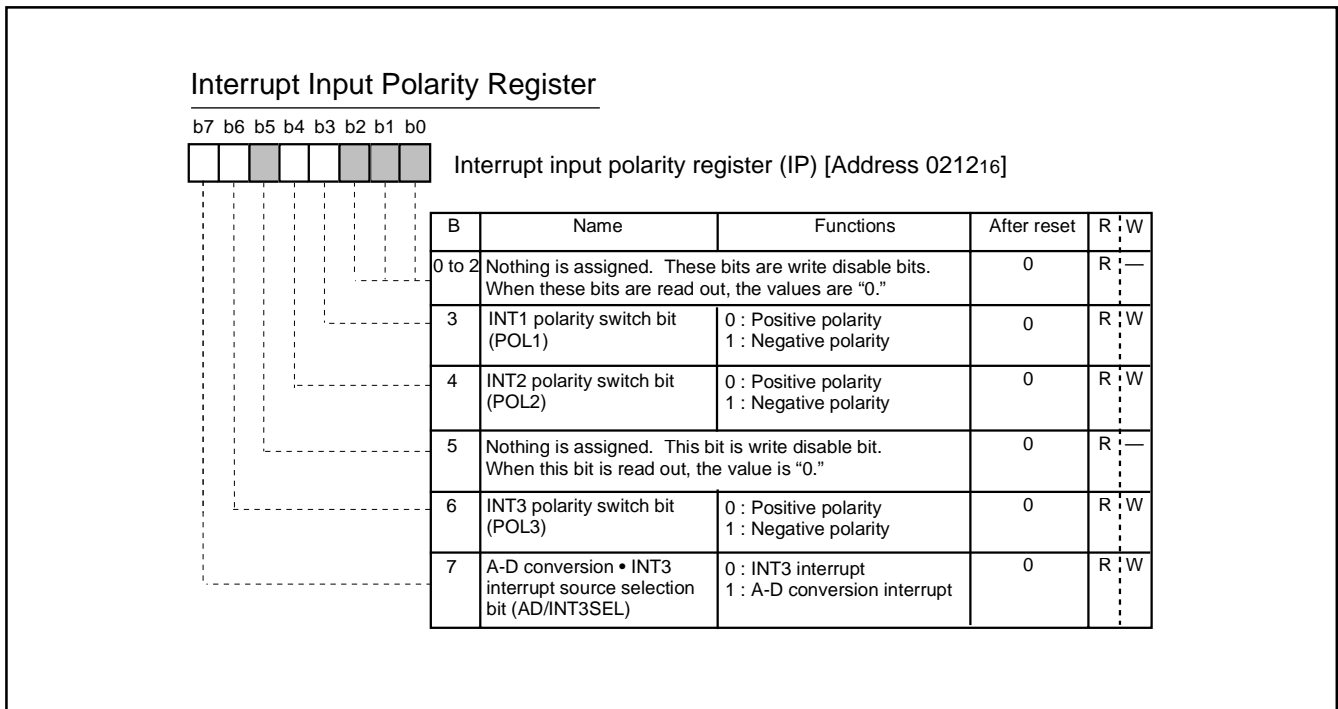 Interrupt Input Polarity Register
b7 b6 b5 b4 b3 b2 b1 b0
Interrupt input polarity register (IP) [Address 021216]
B Name Functions After reset R W
0 to 2 Nothing is assigned. These bits are write disable bits. 0 R —
When these bits are read out, the values are “0.”
3 INT1 polarity switch bit 0 : Positive polarity 0 R W
(POL1) 1 : Negative polarity
4 INT2 polarity switch bit 0 : Positive polarity 0 R W
(POL2) 1 : Negative polarity
5 Nothing is assigned. This bit is write disable bit. 0 R —
When this bit is read out, the value is “0.”
6 INT3 polarity switch bit 0 : Positive polarity 0 R W
(POL3) 1 : Negative polarity
7 A-D conversion • INT3 0 : INT3 interrupt 0 R W
interrupt source selection 1 : A-D conversion interrupt
bit (AD/INT3SEL)